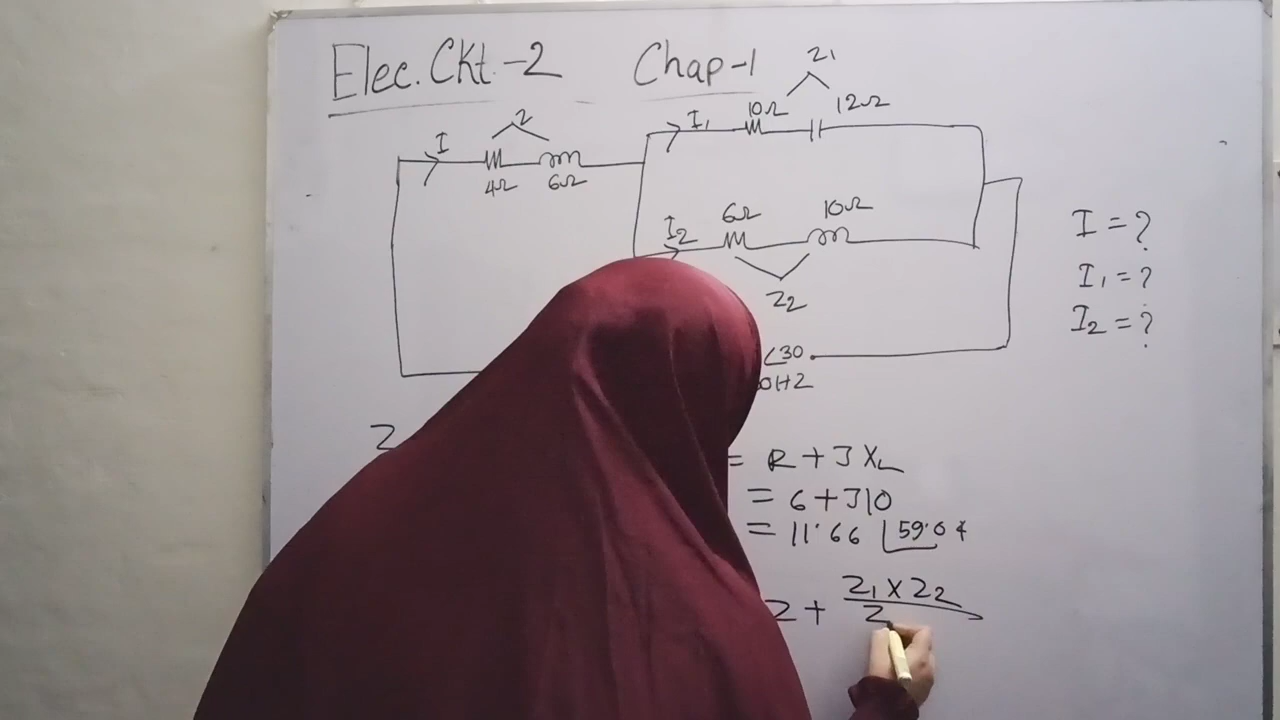 Elec. Ckt.-2 Chap-1
Z1
10Ω 12Ω
I1
Z
I
4Ω 6Ω
6Ω 10Ω
I2
Z2
I = ?
I1 = ?
I2 = ?
∠30
0HZ
Z
= R + J XL
= 6 + J10
= 11.66 ∠59.04
Z + Z1 x Z2
Z